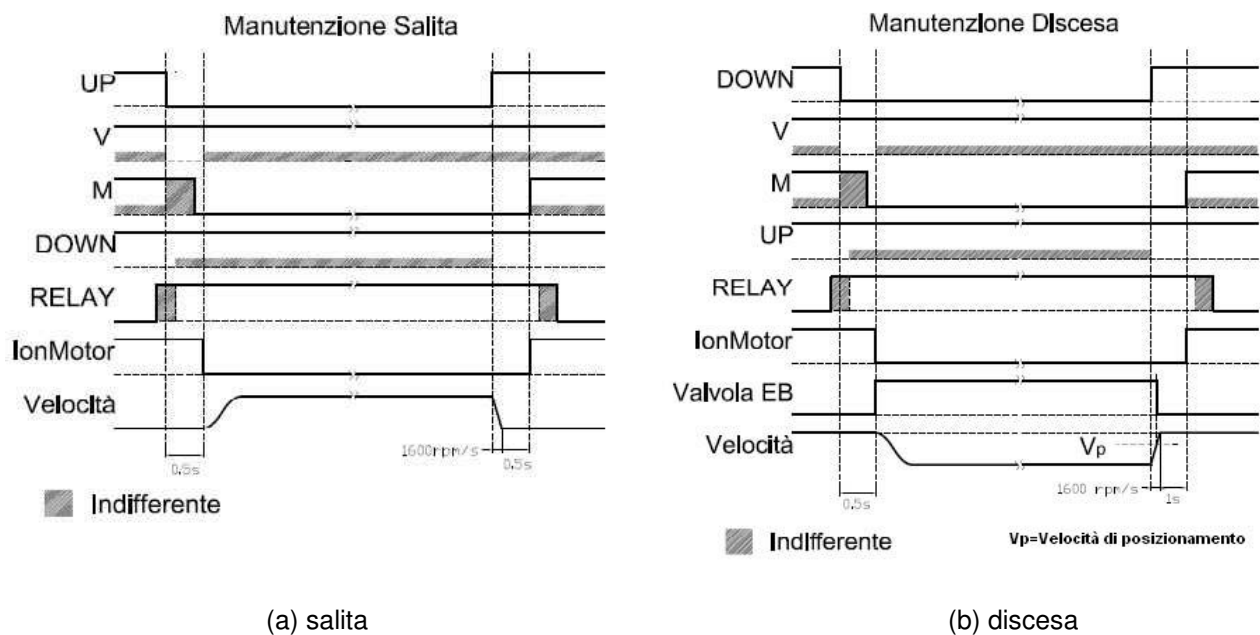 Manutenzione Salita
UP
V
M
DOWN
RELAY
IonMotor
Velocità
1600rpm/s
0.5s
0.5s
Indifferente
(a) salita
Manutenzione Discesa
DOWN
V
M
UP
RELAY
IonMotor
Valvola EB
Velocità
Vp
1600 rpm/s
0.5s
1s
Indifferente
Vp=Velocità di posizionamento
(b) discesa